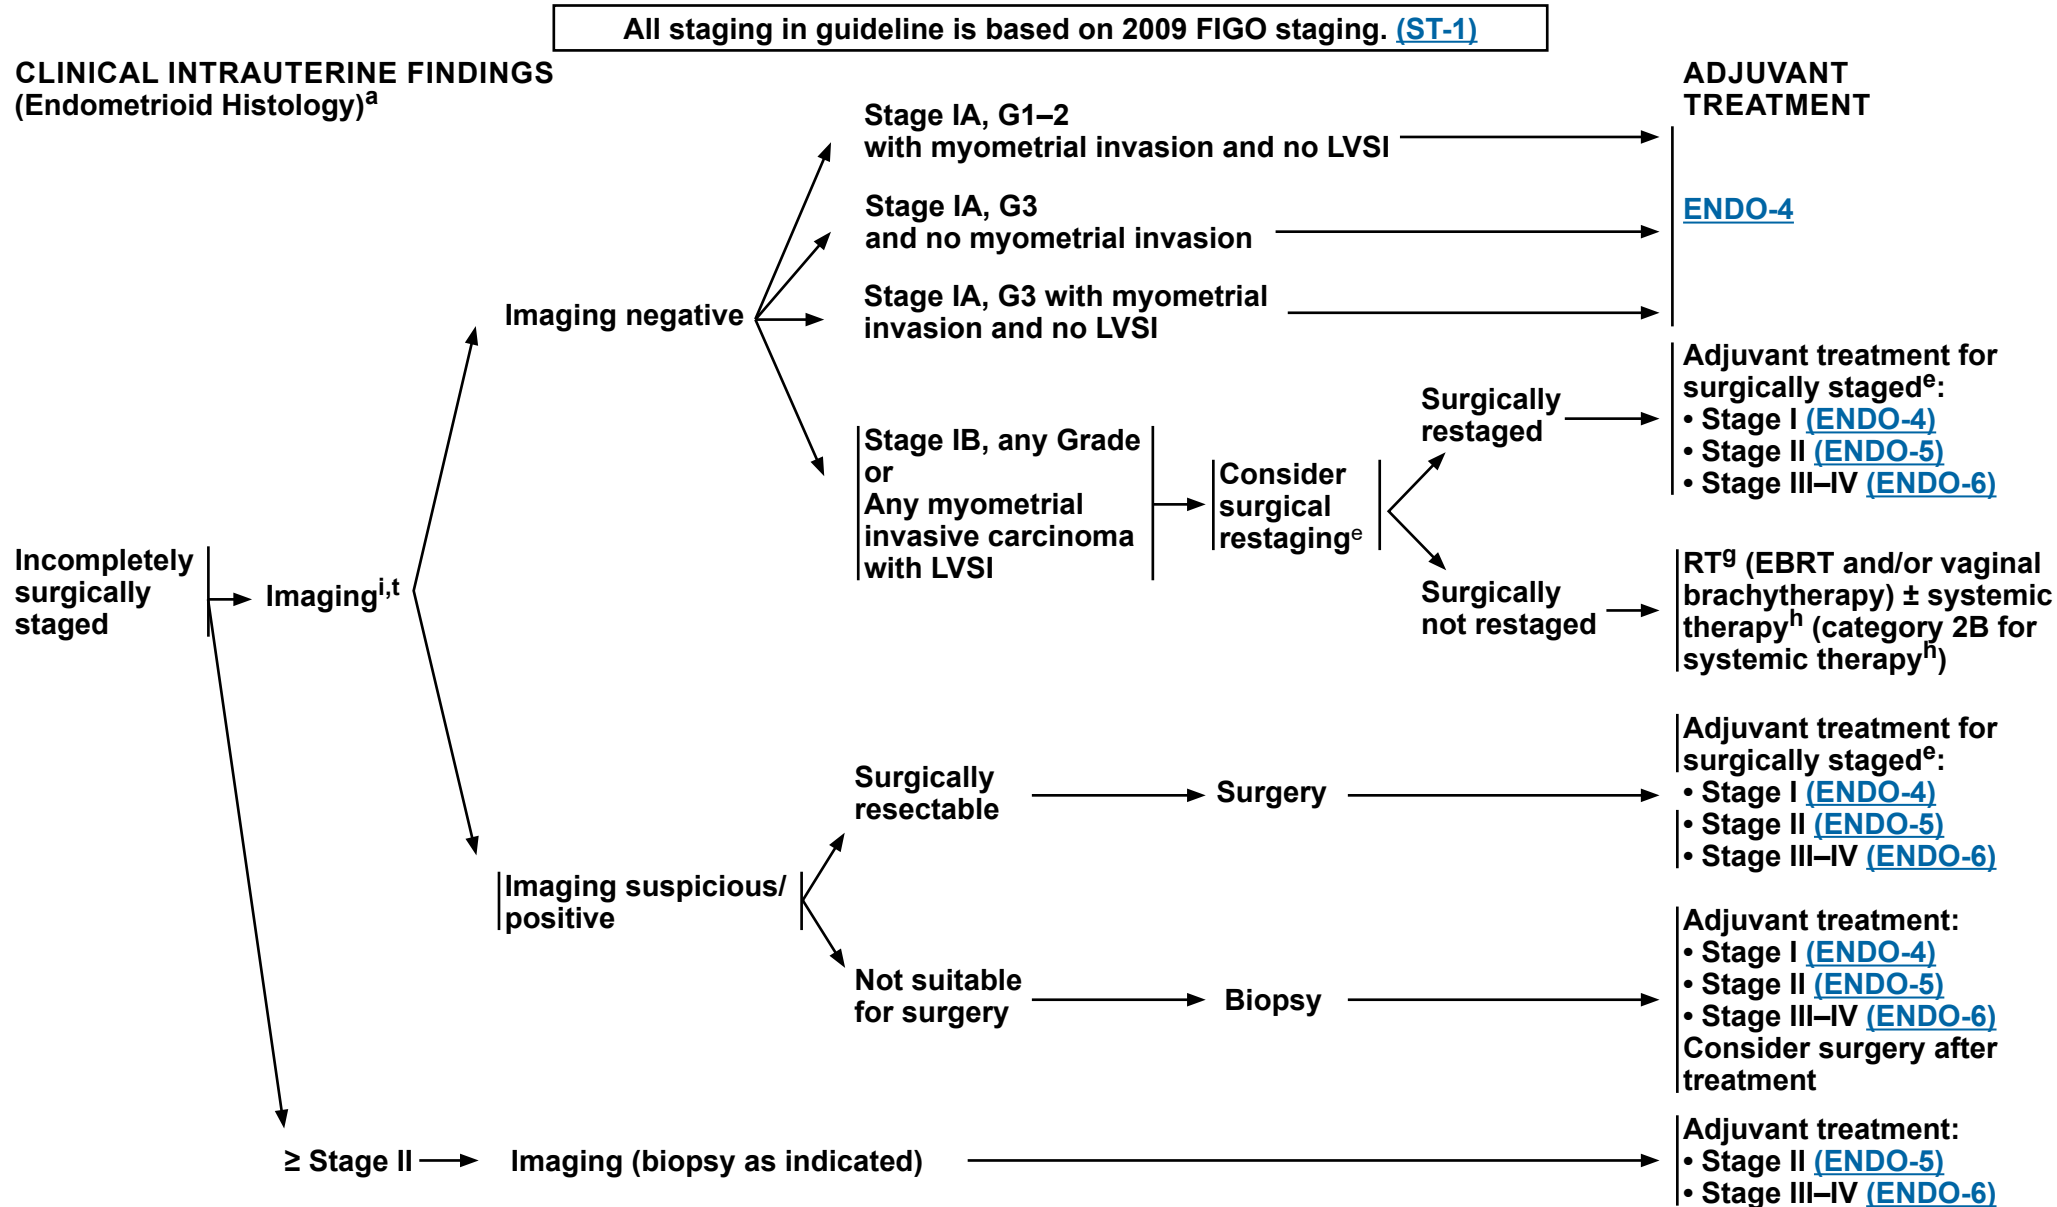 All staging in guideline is based on 2009 FIGO staging. (ST-1)
CLINICAL INTRAUTERINE FINDINGS
(Endometrioid Histology)a
ADJUVANT
TREATMENT
Incompletely
surgically
staged
Imagingi,t
Imaging negative
Stage IA, G1–2
with myometrial invasion and no LVSI
Stage IA, G3
and no myometrial invasion
Stage IA, G3 with myometrial
invasion and no LVSI
ENDO-4
Stage IB, any Grade
or
Any myometrial
invasive carcinoma
with LVSI
Consider
surgical
restaginge
Surgically
restaged
Adjuvant treatment for
surgically stagede:
• Stage I (ENDO-4)
• Stage II (ENDO-5)
• Stage III–IV (ENDO-6)
Surgically
not restaged
RTg (EBRT and/or vaginal
brachytherapy) ± systemic
therapyh (category 2B for
systemic therapyh)
Imaging suspicious/
positive
Surgically
resectable
Surgery
Adjuvant treatment for
surgically stagede:
• Stage I (ENDO-4)
• Stage II (ENDO-5)
• Stage III–IV (ENDO-6)
Not suitable
for surgery
Biopsy
Adjuvant treatment:
• Stage I (ENDO-4)
• Stage II (ENDO-5)
• Stage III–IV (ENDO-6)
Consider surgery after
treatment
≥ Stage II
Imaging (biopsy as indicated)
Adjuvant treatment:
• Stage II (ENDO-5)
• Stage III–IV (ENDO-6)